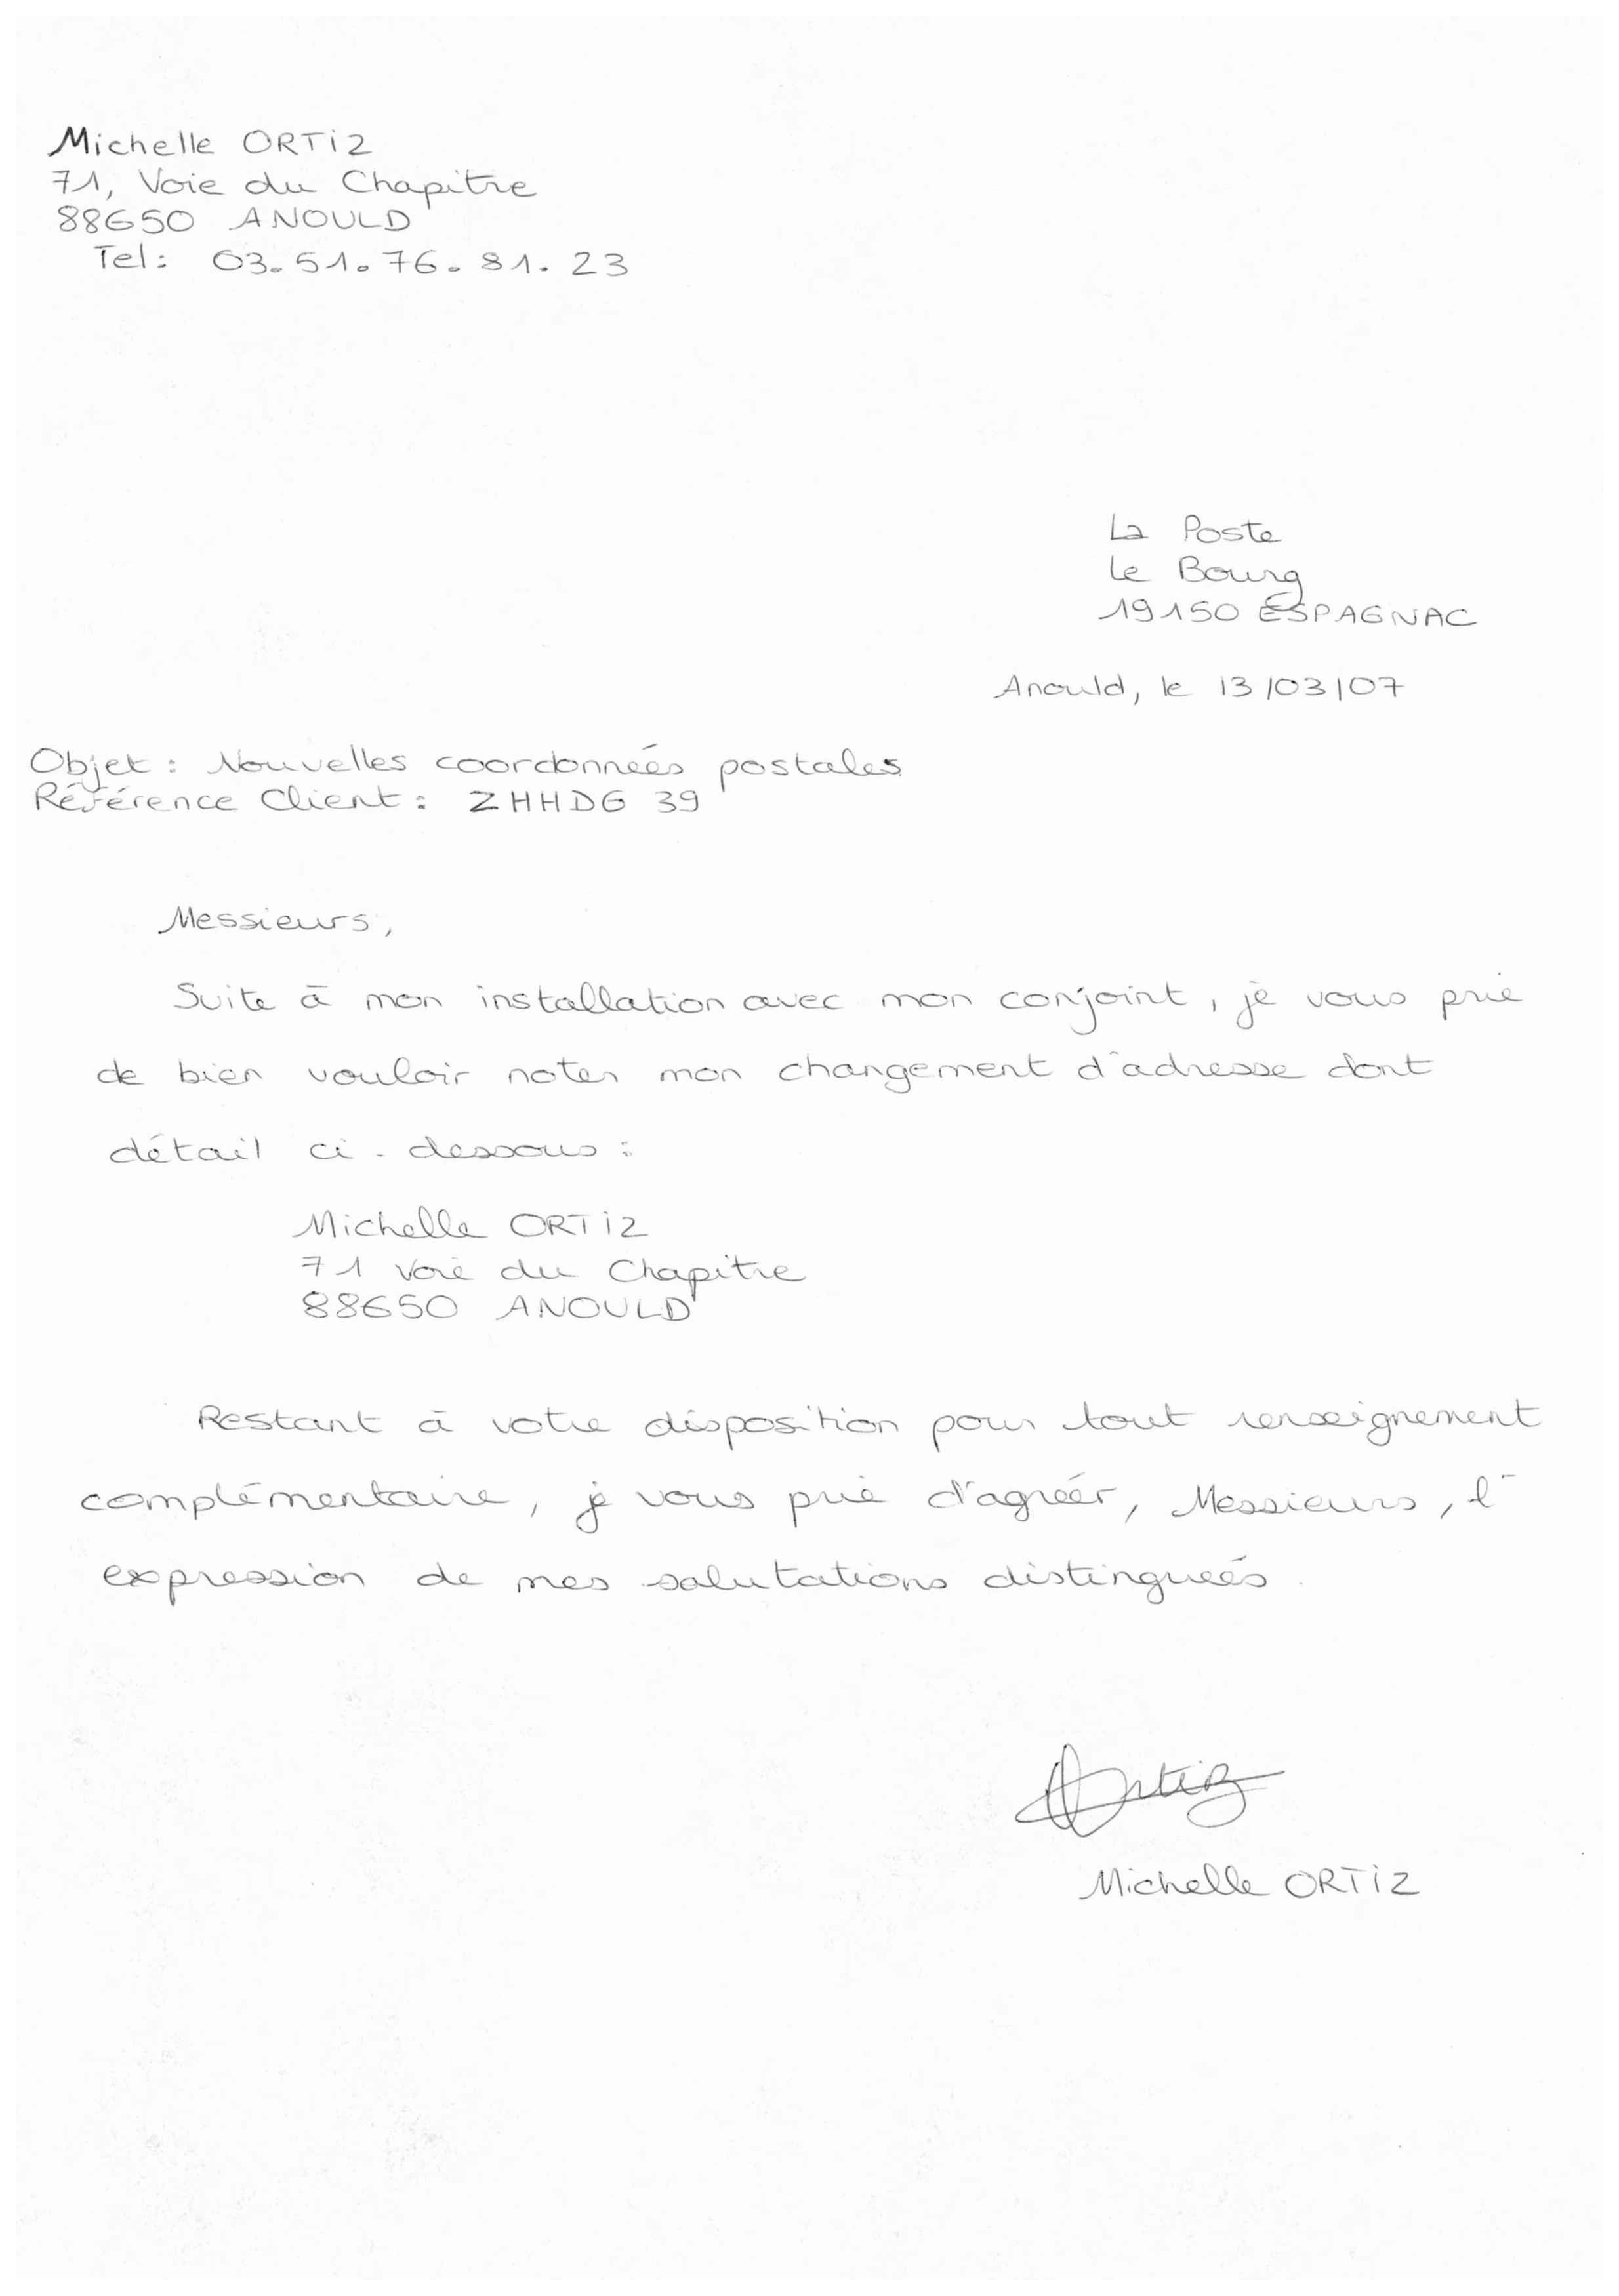 Michelle ORTIZ
71, Voie du Chapitre
88650 ANOULD
Tel: 03.51.76.81.23
La Poste
Le Bourg
19150 ESPAGNAC
Anould, le 13/03/07
Objet : Nouvelles coordonnées postales
Référence Client : ZHHDG 39
Messieurs,
Suite à mon installation avec mon conjoint, je vous prie
de bien vouloir noter mon changement d'adresse dont
détail ci-dessous :
Michelle ORTIZ
71 voie du Chapitre
88650 ANOULD
Restant à votre disposition pour tout renseignement
complémentaire, je vous prie d'agréer, Messieurs, l'
expression de mes salutations distinguées.
Ortiz
Michelle ORTIZ